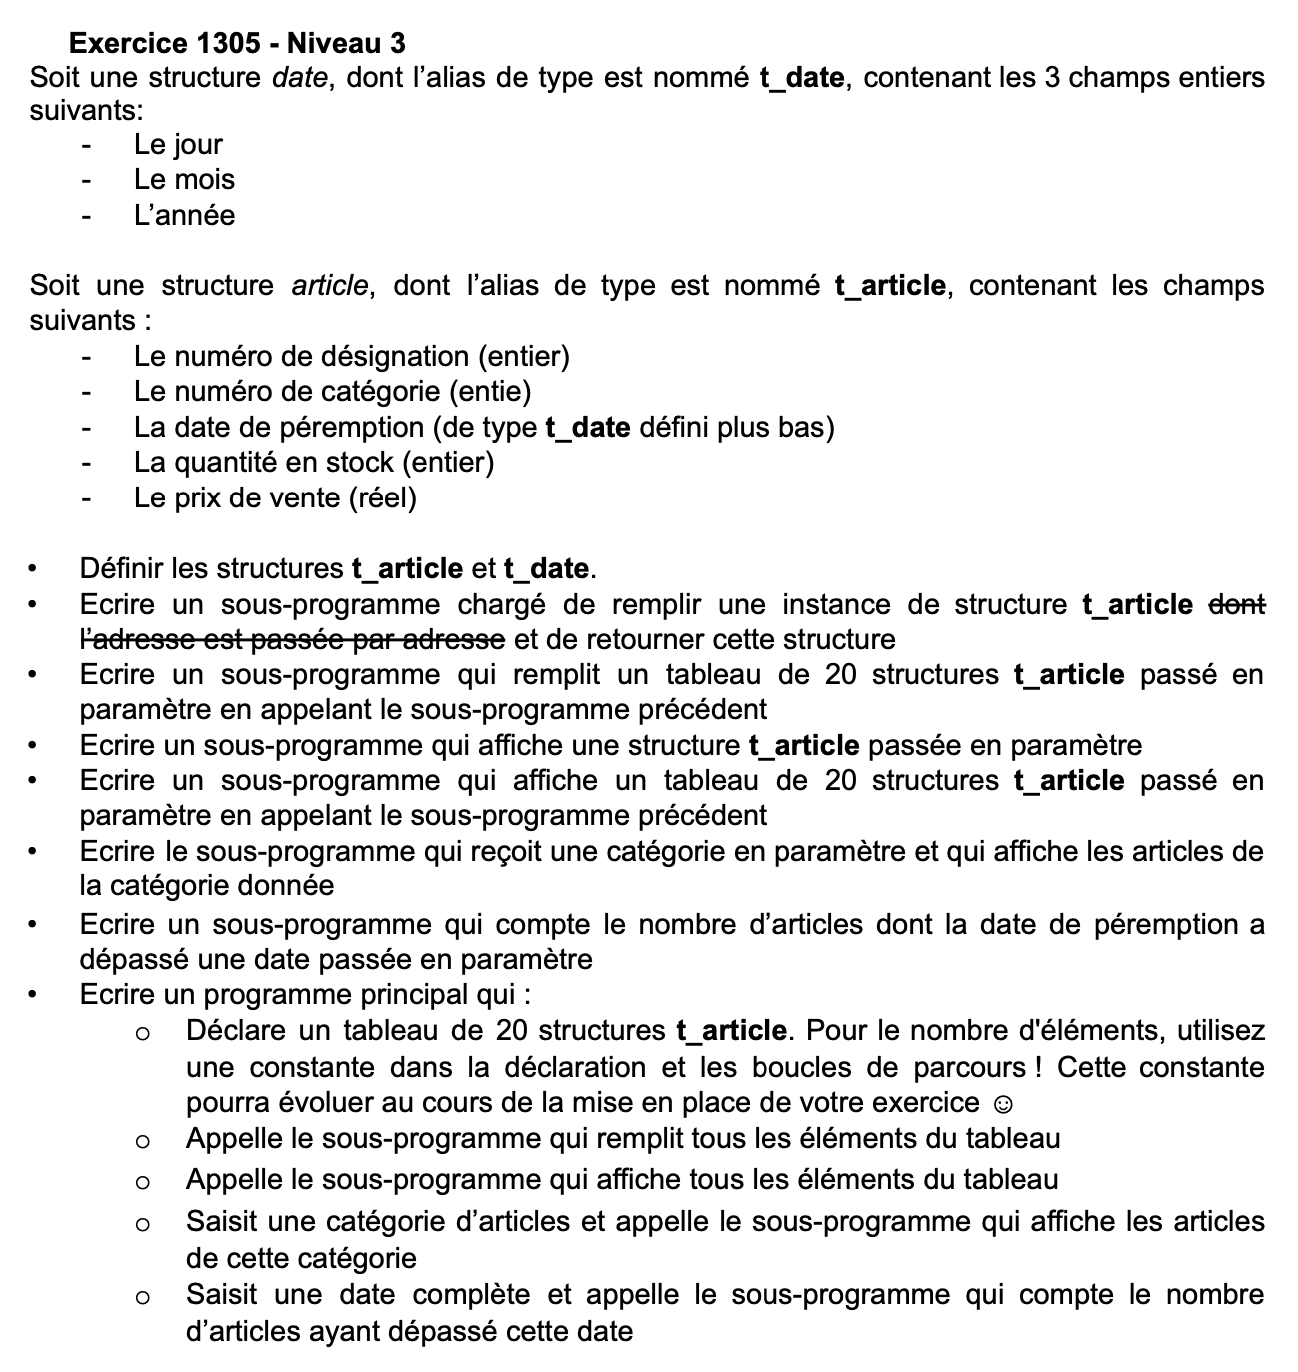 Exercice 1305 - Niveau 3
Soit une structure date, dont l'alias de type est nommé t_date, contenant les 3 champs entiers
suivants:
- Le jour
- Le mois
- L'année
Soit une structure article, dont l'alias de type est nommé t_article, contenant les champs
suivants :
- Le numéro de désignation (entier)
- Le numéro de catégorie (entie)
- La date de péremption (de type t_date défini plus bas)
- La quantité en stock (entier)
- Le prix de vente (réel)
• Définir les structures t_article et t_date.
• Ecrire un sous-programme chargé de remplir une instance de structure t_article dont
l'adresse est passée par adresse et de retourner cette structure
• Ecrire un sous-programme qui remplit un tableau de 20 structures t_article passé en
paramètre en appelant le sous-programme précédent
• Ecrire un sous-programme qui affiche une structure t_article passée en paramètre
• Ecrire un sous-programme qui affiche un tableau de 20 structures t_article passé en
paramètre en appelant le sous-programme précédent
• Ecrire le sous-programme qui reçoit une catégorie en paramètre et qui affiche les articles de
la catégorie donnée
• Ecrire un sous-programme qui compte le nombre d'articles dont la date de péremption a
dépassé une date passée en paramètre
• Ecrire un programme principal qui :
o Déclare un tableau de 20 structures t_article. Pour le nombre d'éléments, utilisez
une constante dans la déclaration et les boucles de parcours ! Cette constante
pourra évoluer au cours de la mise en place de votre exercice ☺
o Appelle le sous-programme qui remplit tous les éléments du tableau
o Appelle le sous-programme qui affiche tous les éléments du tableau
o Saisit une catégorie d'articles et appelle le sous-programme qui affiche les articles
de cette catégorie
o Saisit une date complète et appelle le sous-programme qui compte le nombre
d'articles ayant dépassé cette date